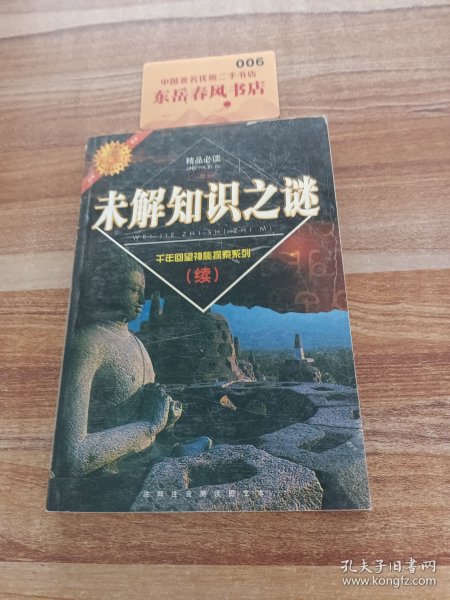 006
中国著名优质二手书店
东岳春风书店
精品必读
未解知识之谜
WEI JIE ZHI SHI ZHI MI
千年回望神秘探索系列
(续)
孔夫子旧书网
www.kongfz.com